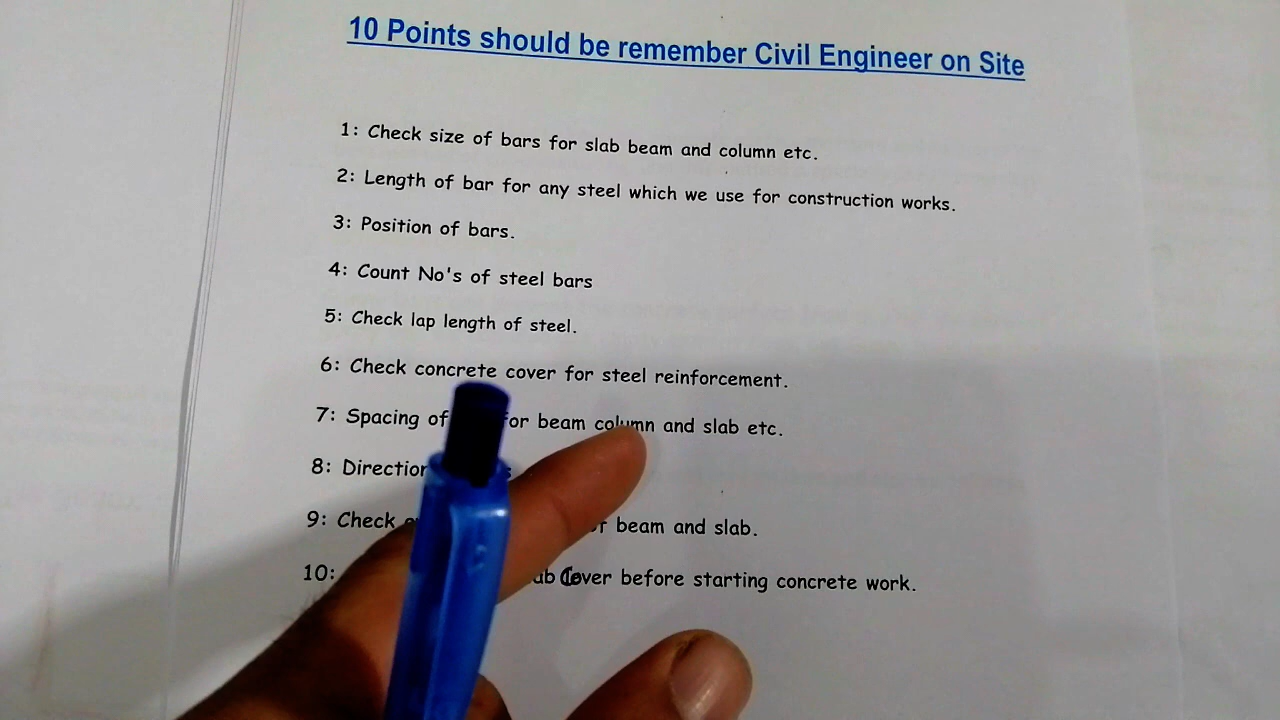 10 Points should be remember Civil Engineer on Site
1: Check size of bars for slab beam and column etc.
2: Length of bar for any steel which we use for construction works.
3: Position of bars.
4: Count No's of steel bars
5: Check lap length of steel.
6: Check concrete cover for steel reinforcement.
7: Spacing of for beam column and slab etc.
8: Direction
9: Check beam and slab.
10: before starting concrete work.